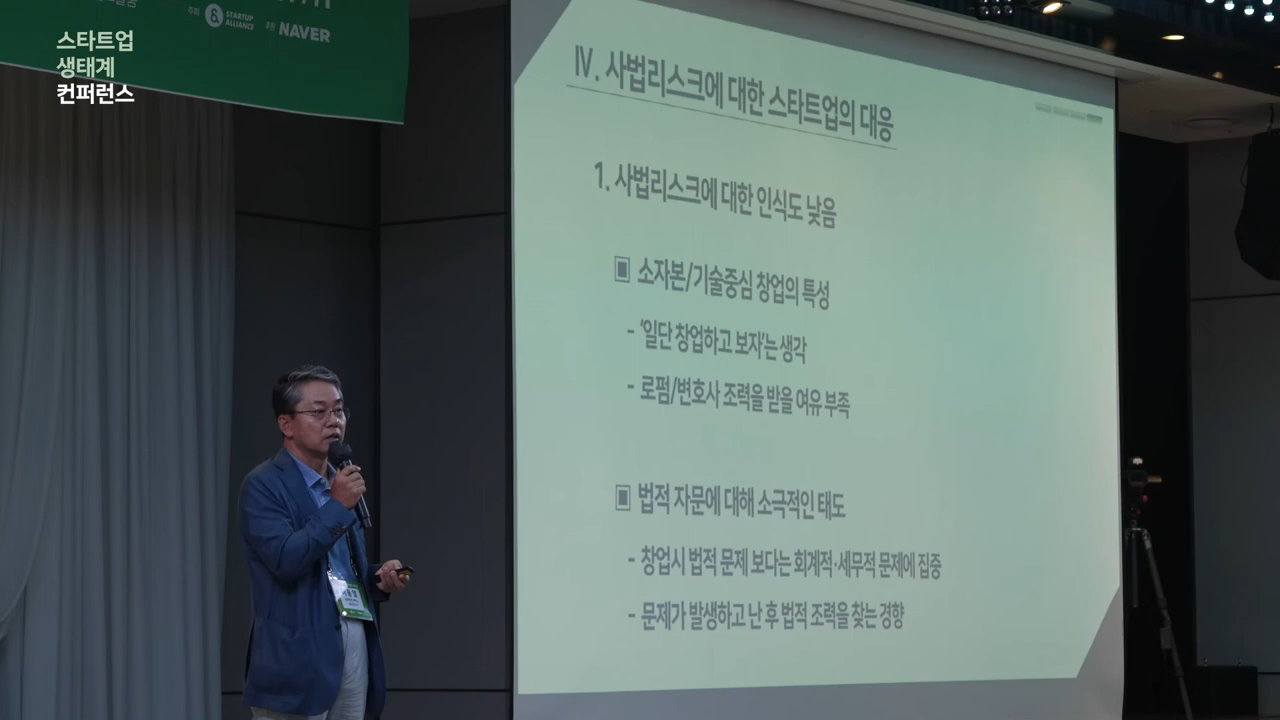 주최
STARTUP
ALLIANCE
NAVER
스타트업
생태계
컨퍼런스
Ⅳ. 사법리스크에 대한 스타트업의 대응
1. 사법리스크에 대한 인식도 낮음
▣ 소자본/기술중심 창업의 특성
- ‘일단 창업하고 보자’는 생각
- 로펌/변호사 조력을 받을 여유 부족
▣ 법적 자문에 대해 소극적인 태도
- 창업시 법적 문제 보다는 회계적·세무적 문제에 집중
- 문제가 발생하고 난 후 법적 조력을 찾는 경향